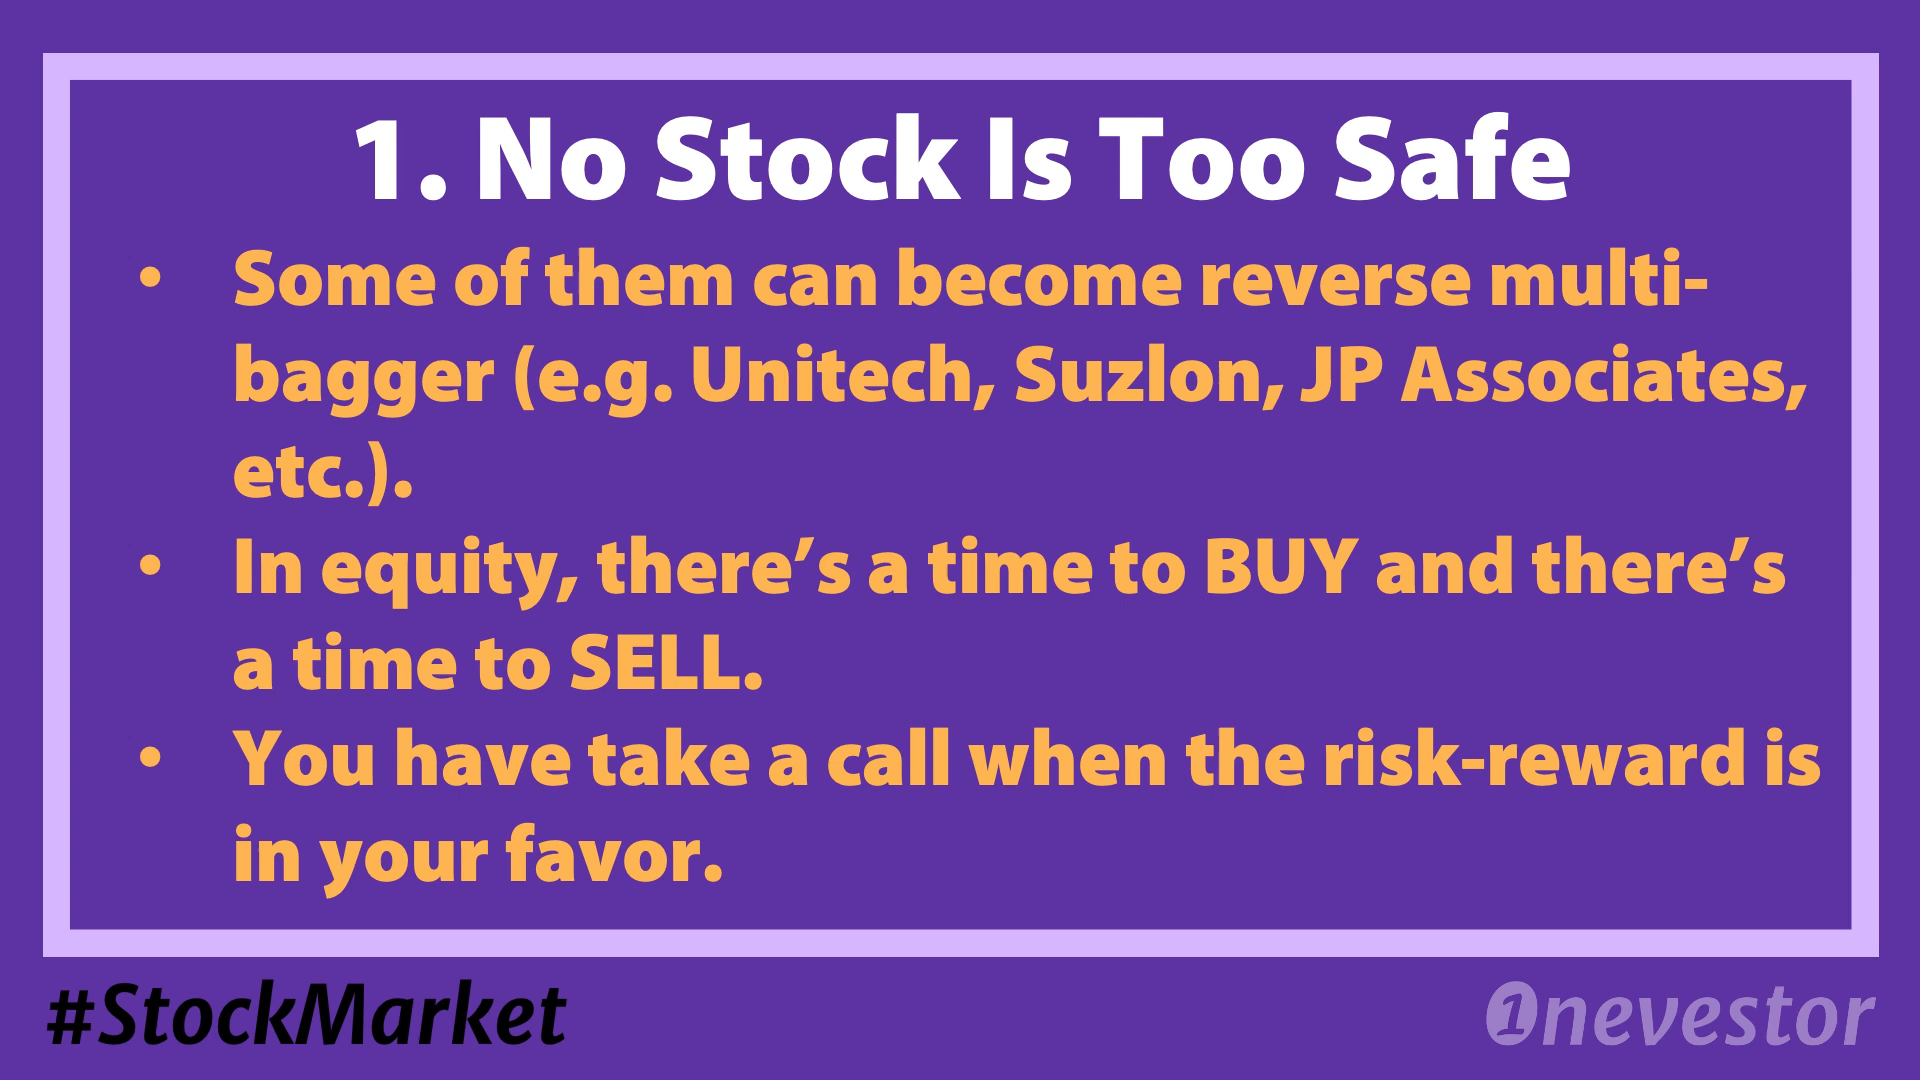 1. No Stock Is Too Safe
• Some of them can become reverse multi-
bagger (e.g. Unitech, Suzlon, JP Associates,
etc.).
• In equity, there’s a time to BUY and there’s
a time to SELL.
• You have take a call when the risk-reward is
in your favor.
#StockMarket
1nevestor